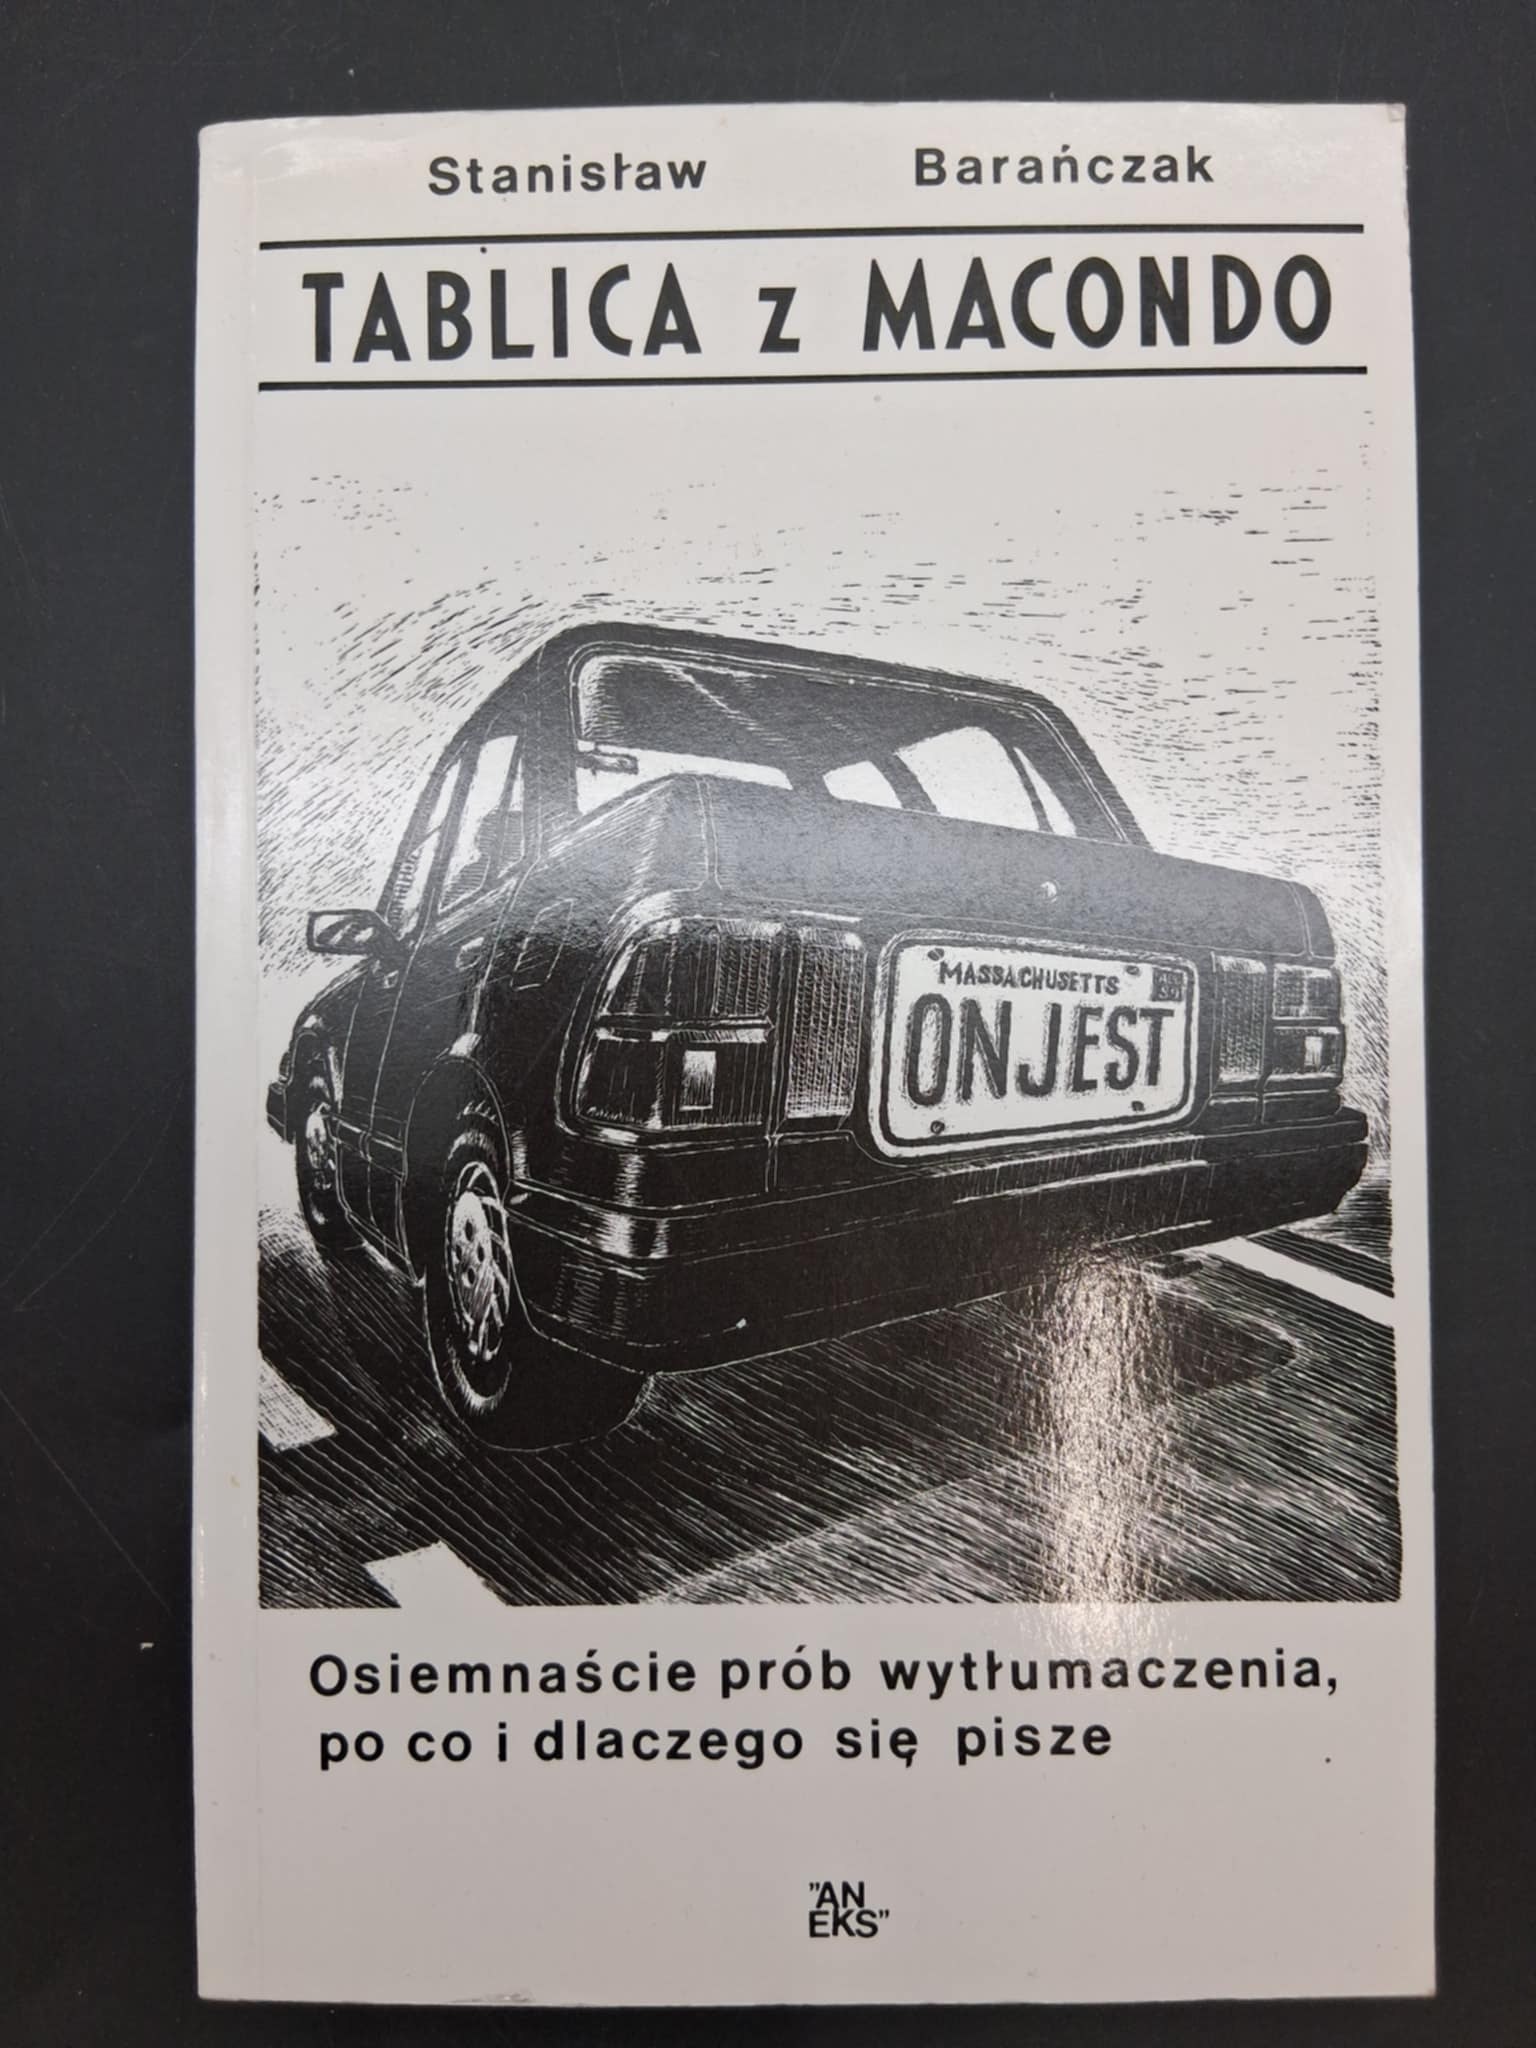 Stanisław Barańczak
TABLICA z MACONDO
MASSACHUSETTS
ONJEST
Osiemnaście prób wytłumaczenia,
po co i dlaczego się pisze
"AN
EKS"